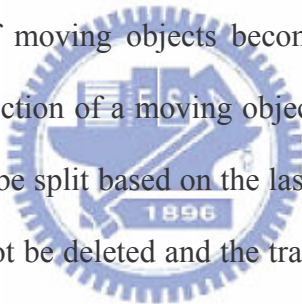 f moving objects becom
ction of a moving objec
be split based on the las
1896
ot be deleted and the tra